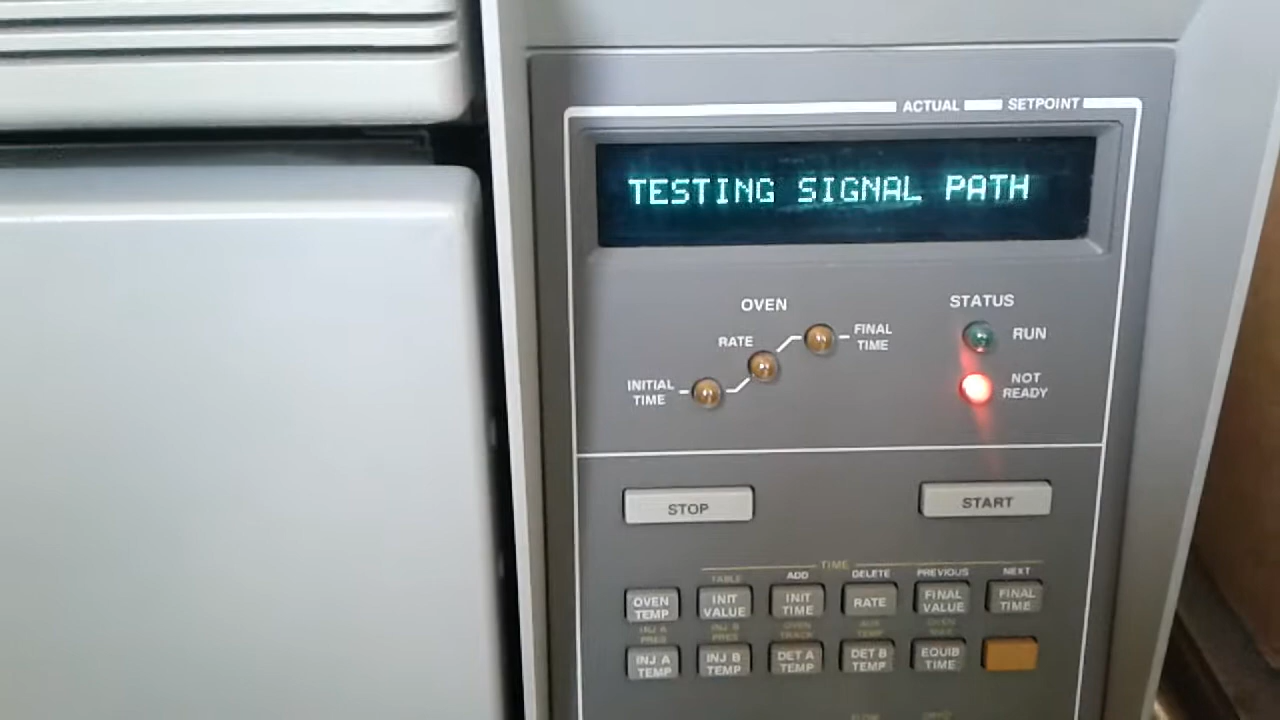 ACTUAL SETPOINT
TESTING SIGNAL PATH
OVEN
STATUS
RATE
FINAL TIME
RUN
INITIAL TIME
NOT READY
STOP
START
TIME
TABLE ADD DELETE PREVIOUS NEXT
OVEN TEMP
INIT VALUE
INIT TIME
RATE
FINAL VALUE
FINAL TIME
INJ A PRES
INJ B PRES
OVEN TRACK
AUX TEMP
OVEN
INJ A TEMP
INJ B TEMP
DET A TEMP
DET B TEMP
EQUIB TIME